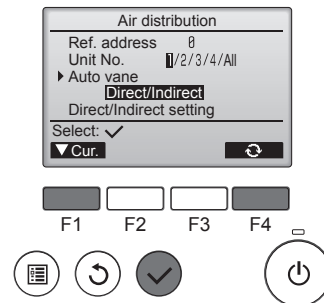 Air distribution
Ref. address 0
Unit No. 1/2/3/4/All
Auto vane
Direct/Indirect
Direct/Indirect setting
Select:
Cur.
F1 F2 F3 F4